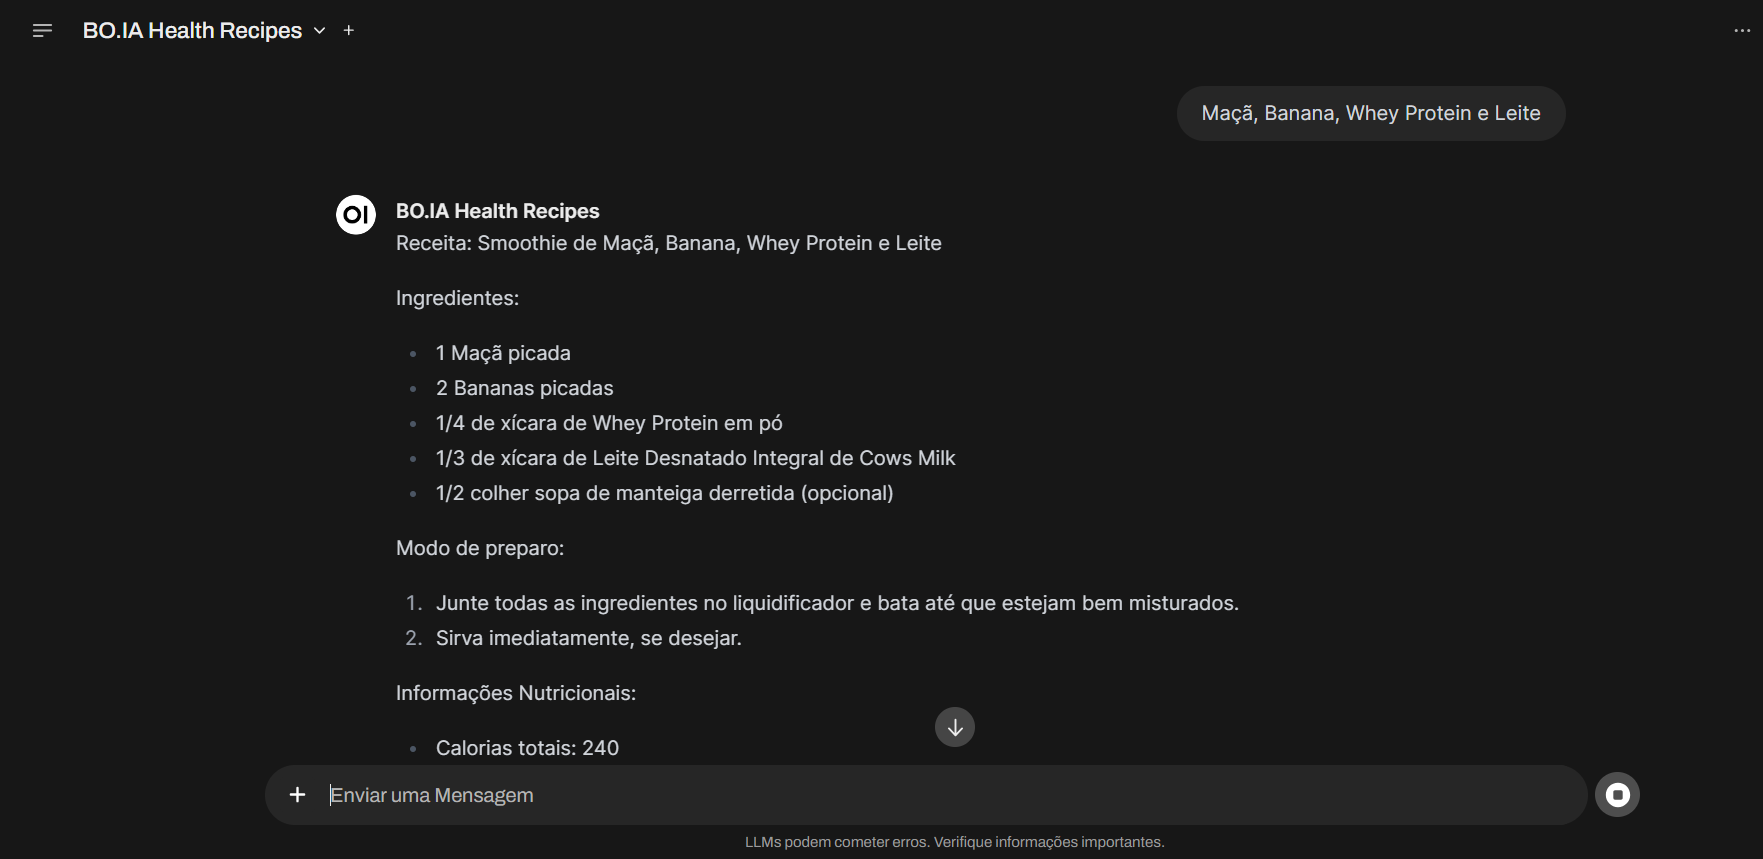 BO.IA Health Recipes
Maçã, Banana, Whey Protein e Leite
OI
BO.IA Health Recipes
Receita: Smoothie de Maçã, Banana, Whey Protein e Leite
Ingredientes:
1 Maçã picada
2 Bananas picadas
1/4 de xícara de Whey Protein em pó
1/3 de xícara de Leite Desnatado Integral de Cows Milk
1/2 colher sopa de manteiga derretida (opcional)
Modo de preparo:
1. Junte todas as ingredientes no liquidificador e bata até que estejam bem misturados.
2. Sirva imediatamente, se desejar.
Informações Nutricionais:
Calorias totais: 240
Enviar uma Mensagem
LLMs podem cometer erros. Verifique informações importantes.